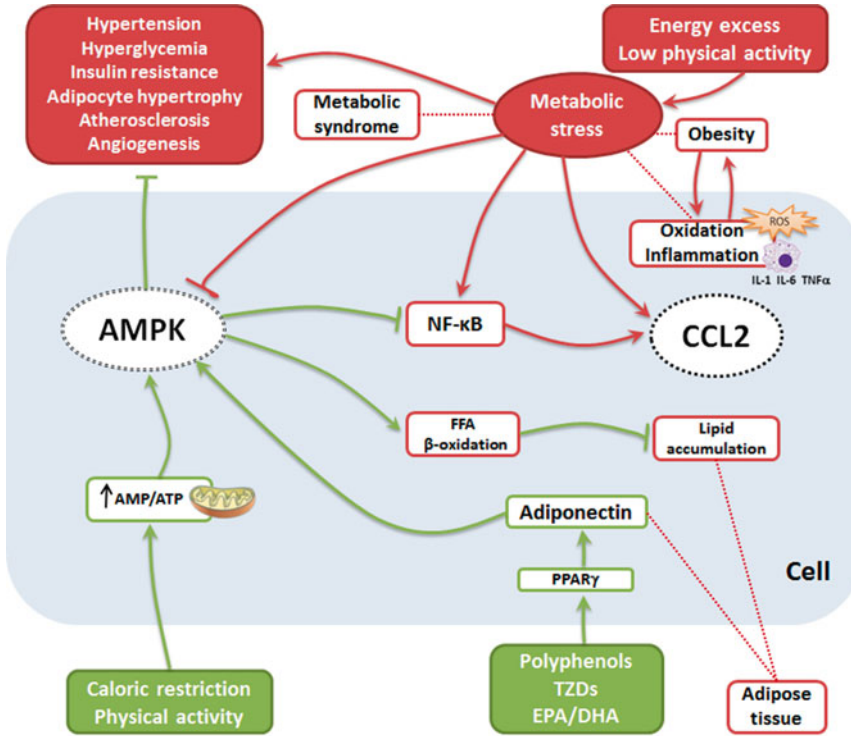 Hypertension
Hyperglycemia
Insulin resistance
Adipocyte hypertrophy
Atherosclerosis
Angiogenesis
Energy excess
Low physical activity
Metabolic
syndrome
Metabolic
stress
Obesity
Oxidation
Inflammation
ROS
IL-1 IL-6 TNFα
AMPK
NF-κB
CCL2
FFA
β-oxidation
Lipid
accumulation
↑AMP/ATP
Adiponectin
PPARγ
Cell
Caloric restriction
Physical activity
Polyphenols
TZDs
EPA/DHA
Adipose
tissue